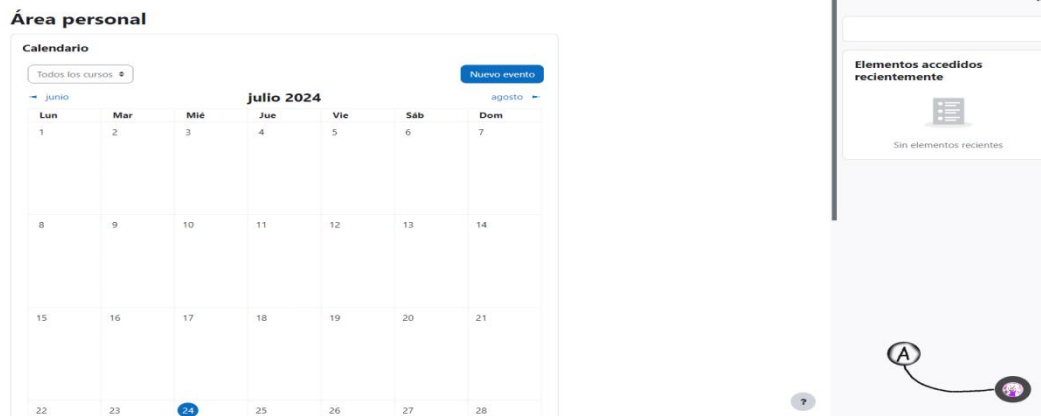 Área personal
Calendario
Todos los cursos
Nuevo evento
junio
julio 2024
agosto
Lun Mar Mié Jue Vie Sáb Dom
1 2 3 4 5 6 7
8 9 10 11 12 13 14
15 16 17 18 19 20 21
22 23 24 25 26 27 28
?
Elementos accedidos
recientemente
Sin elementos recientes
A